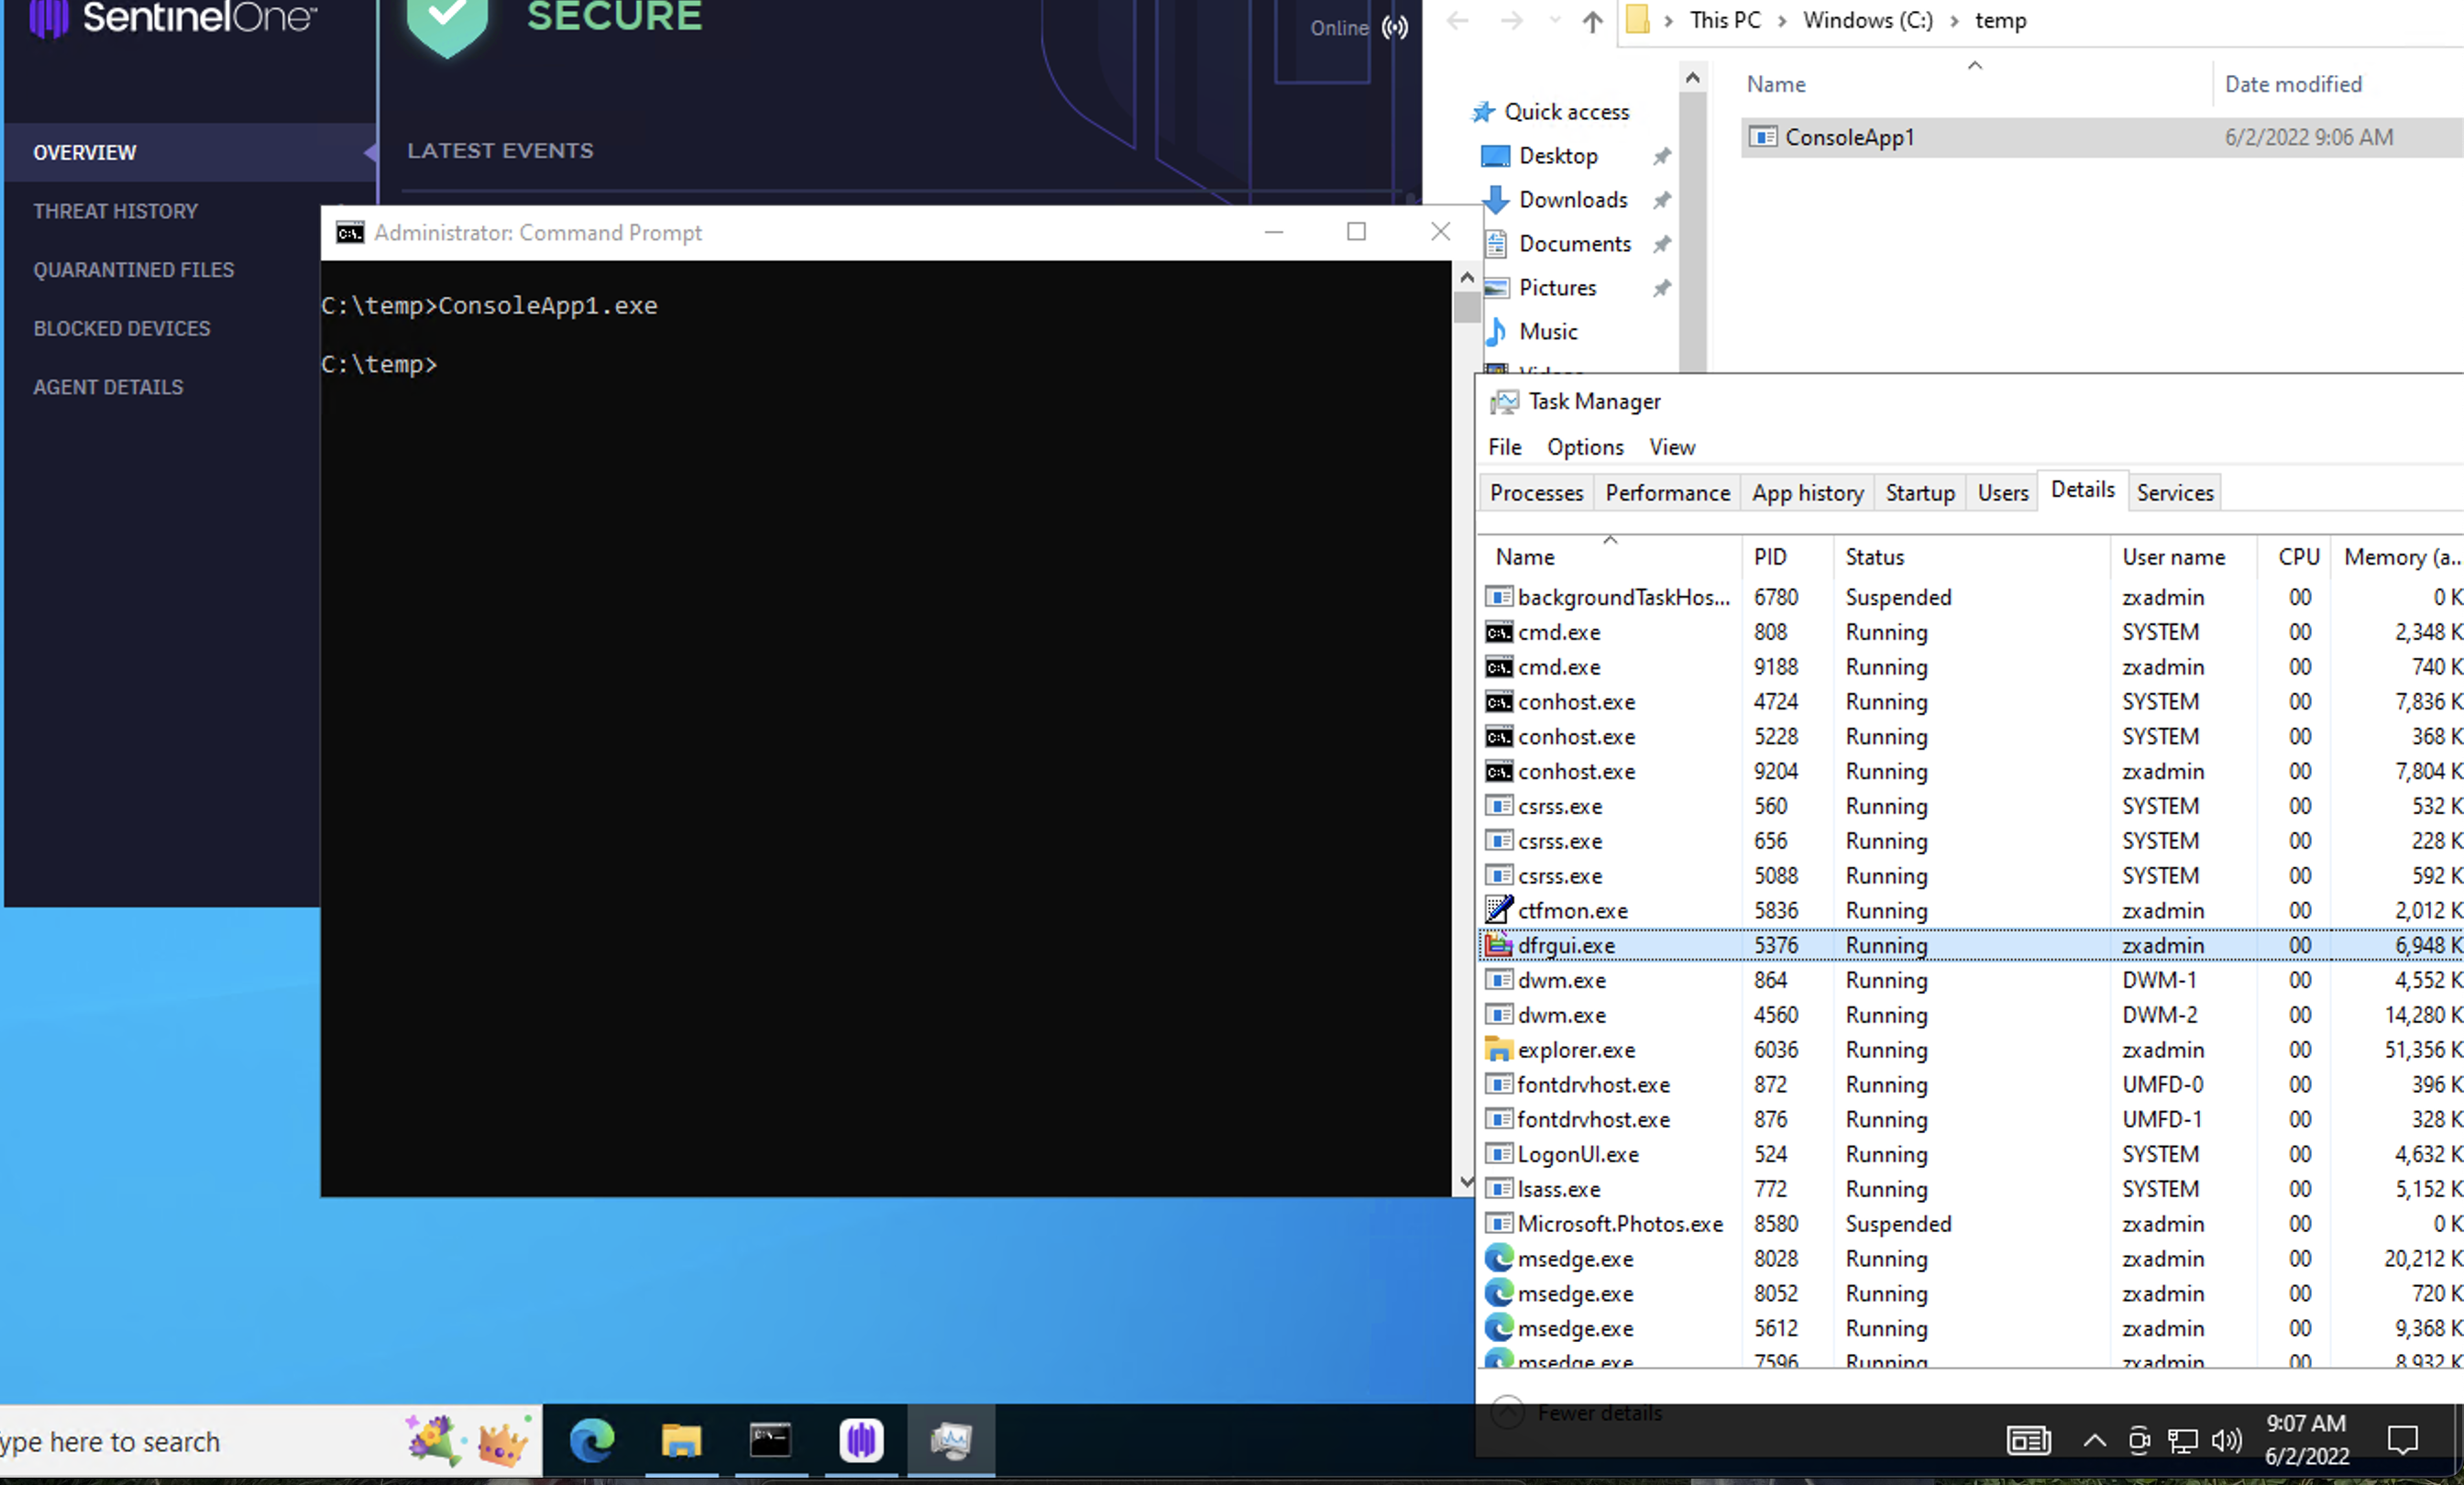 SentinelOne™
SECURE
Online
OVERVIEW
THREAT HISTORY
QUARANTINED FILES
BLOCKED DEVICES
AGENT DETAILS
LATEST EVENTS
Administrator: Command Prompt
C:\temp>ConsoleApp1.exe
C:\temp>
This PC > Windows (C:) > temp
Name Date modified
ConsoleApp1 6/2/2022 9:06 AM
Quick access
Desktop
Downloads
Documents
Pictures
Music
Videos
Task Manager
File Options View
Processes Performance App history Startup Users Details Services
Name PID Status User name CPU Memory (a...
backgroundTaskHos... 6780 Suspended zxadmin 00 0 K
cmd.exe 808 Running SYSTEM 00 2,348 K
cmd.exe 9188 Running zxadmin 00 740 K
conhost.exe 4724 Running SYSTEM 00 7,836 K
conhost.exe 5228 Running SYSTEM 00 368 K
conhost.exe 9204 Running zxadmin 00 7,804 K
csrss.exe 560 Running SYSTEM 00 532 K
csrss.exe 656 Running SYSTEM 00 228 K
csrss.exe 5088 Running SYSTEM 00 592 K
ctfmon.exe 5836 Running zxadmin 00 2,012 K
dfrgui.exe 5376 Running zxadmin 00 6,948 K
dwm.exe 864 Running DWM-1 00 4,552 K
dwm.exe 4560 Running DWM-2 00 14,280 K
explorer.exe 6036 Running zxadmin 00 51,356 K
fontdrvhost.exe 872 Running UMFD-0 00 396 K
fontdrvhost.exe 876 Running UMFD-1 00 328 K
LogonUI.exe 524 Running SYSTEM 00 4,632 K
lsass.exe 772 Running SYSTEM 00 5,152 K
Microsoft.Photos.exe 8580 Suspended zxadmin 00 0 K
msedge.exe 8028 Running zxadmin 00 20,212 K
msedge.exe 8052 Running zxadmin 00 720 K
msedge.exe 5612 Running zxadmin 00 9,368 K
msedge.exe 7596 Running zxadmin 00 8,932 K
Fewer details
ype here to search
9:07 AM
6/2/2022